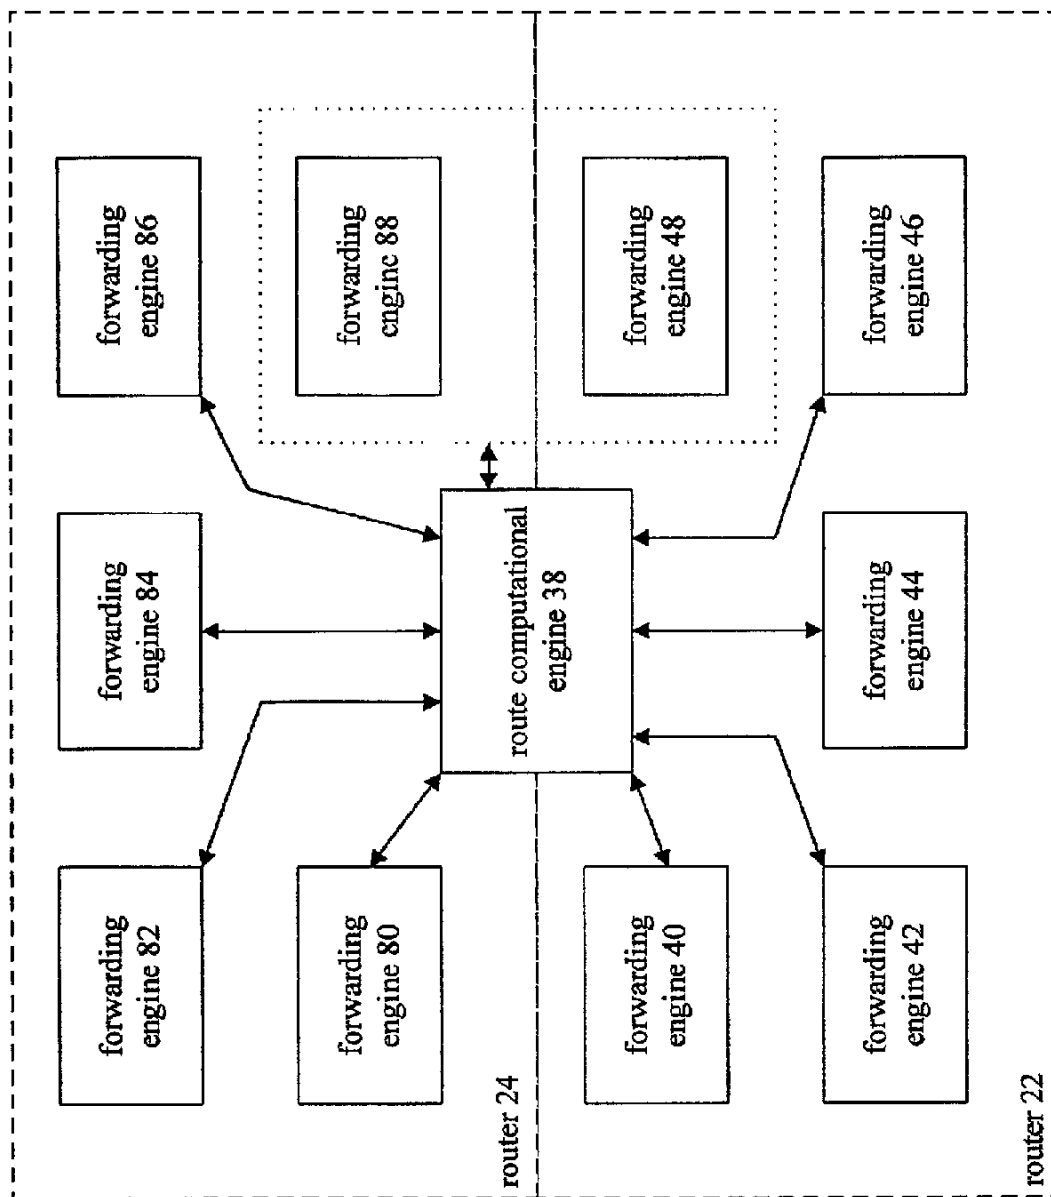 forwarding
engine 82
forwarding
engine 84
forwarding
engine 86
forwarding
engine 80
forwarding
engine 88
router 24
route computational
engine 38
forwarding
engine 40
forwarding
engine 48
forwarding
engine 42
forwarding
engine 44
forwarding
engine 46
router 22